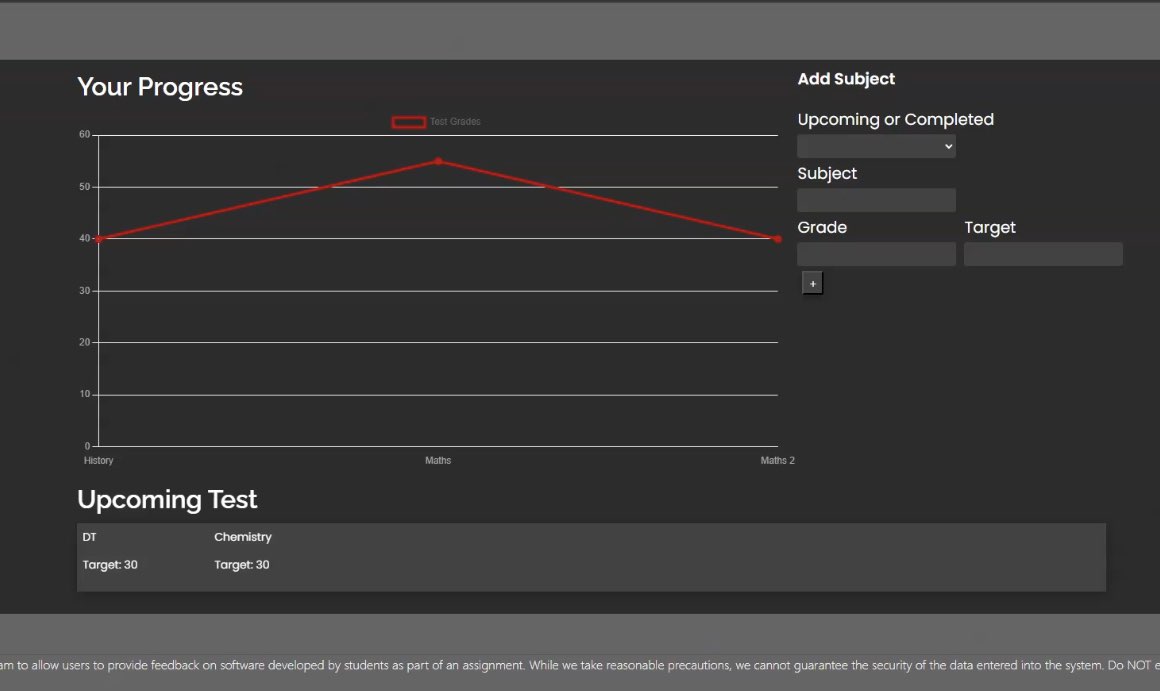 Your Progress
Test Grades
60
50
40
30
20
10
0
History Maths Maths 2
Add Subject
Upcoming or Completed
Subject
Grade Target
+
Upcoming Test
DT Chemistry
Target: 30 Target: 30
am to allow users to provide feedback on software developed by students as part of an assignment. While we take reasonable precautions, we cannot guarantee the security of the data entered into the system. Do NOT e